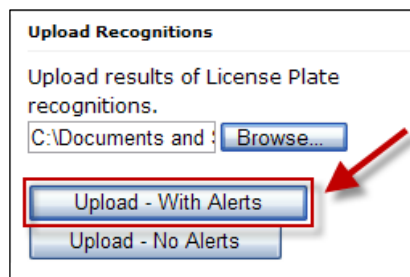 Upload Recognitions
Upload results of License Plate
recognitions.
C:\Documents and Browse...
Upload - With Alerts
Upload - No Alerts